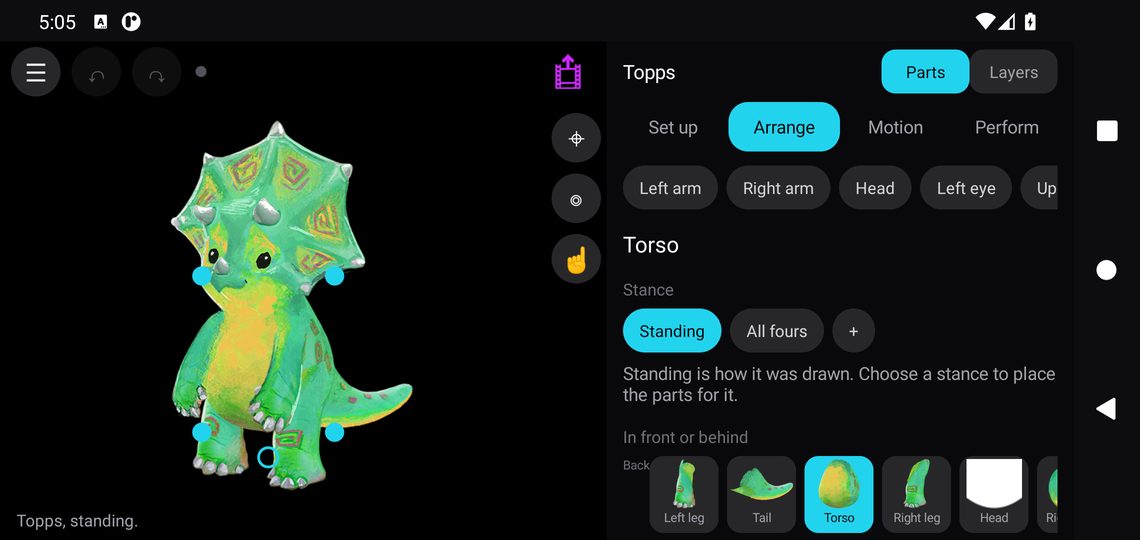 5:05
A
Topps
Parts
Layers
Set up
Arrange
Motion
Perform
Left arm
Right arm
Head
Left eye
Up
Torso
Stance
Standing
All fours
+
Standing is how it was drawn. Choose a stance to place
the parts for it.
In front or behind
Back
Left leg
Tail
Torso
Right leg
Head
Ri
Topps, standing.